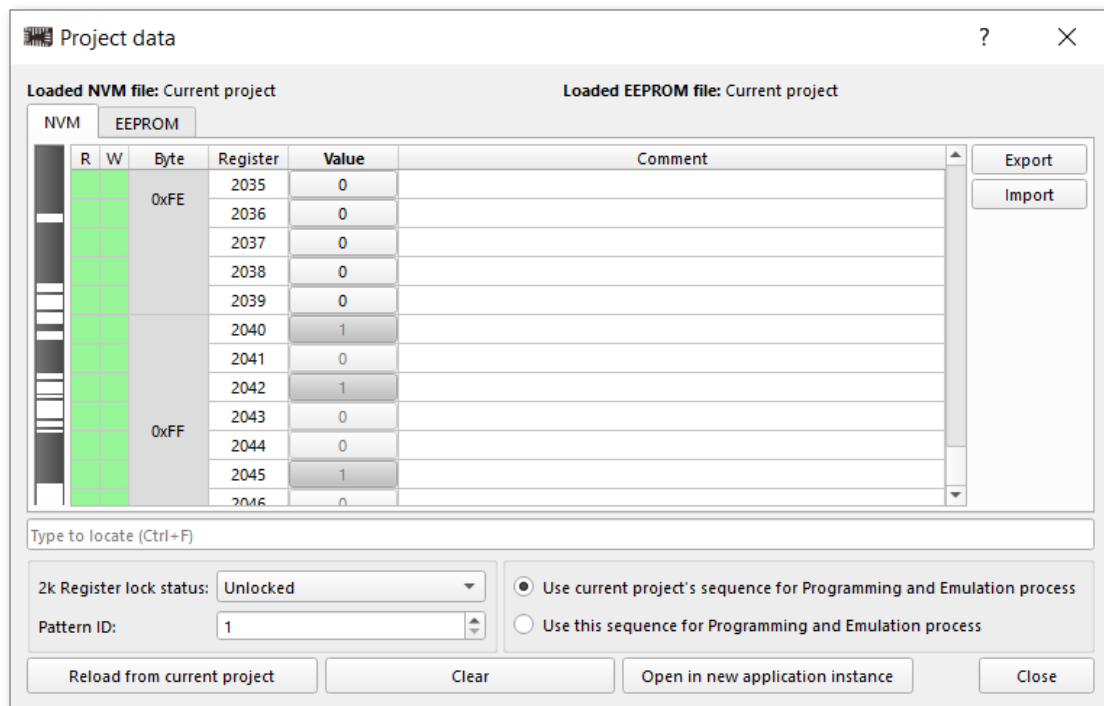 Project data
?
Loaded NVM file: Current project
Loaded EEPROM file: Current project
NVM
EEPROM
R W Byte Register Value Comment
Export
Import
0xFE
2035 0
2036 0
2037 0
2038 0
2039 0
0xFF
2040 1
2041 0
2042 1
2043 0
2044 0
2045 1
2046 0
Type to locate (Ctrl+F)
2k Register lock status: Unlocked
Pattern ID: 1
Use current project's sequence for Programming and Emulation process
Use this sequence for Programming and Emulation process
Reload from current project
Clear
Open in new application instance
Close